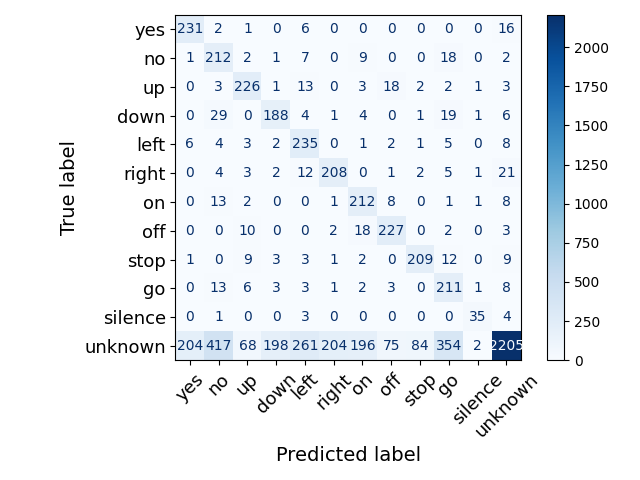 yes 231 2 1 0 6 0 0 0 0 0 0 16
no 1 212 2 1 7 0 9 0 0 18 0 2
up 0 3 226 1 13 0 3 18 2 2 1 3
down 0 29 0 188 4 1 4 0 1 19 1 6
left 6 4 3 2 235 0 1 2 1 5 0 8
right 0 4 3 2 12 208 0 1 2 5 1 21
on 0 13 2 0 0 1 212 8 0 1 1 8
off 0 0 10 0 0 2 18 227 0 2 0 3
stop 1 0 9 3 3 1 2 0 209 12 0 9
go 0 13 6 3 3 1 2 3 0 211 1 8
silence 0 1 0 0 3 0 0 0 0 0 35 4
unknown 204 417 68 198 261 204 196 75 84 354 2 2205
yes no up down left right on off stop go silence unknown
Predicted label
True label
2000
1750
1500
1250
1000
750
500
250
0